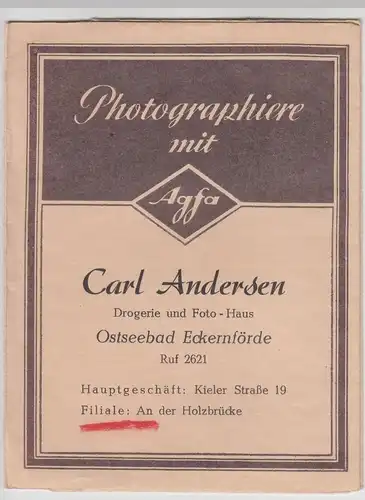 Photographiere
mit
Agfa
Carl Andersen
Drogerie und Foto-Haus
Ostseebad Eckernförde
Ruf 2621
Hauptgeschäft: Kieler Straße 19
Filiale: An der Holzbrücke